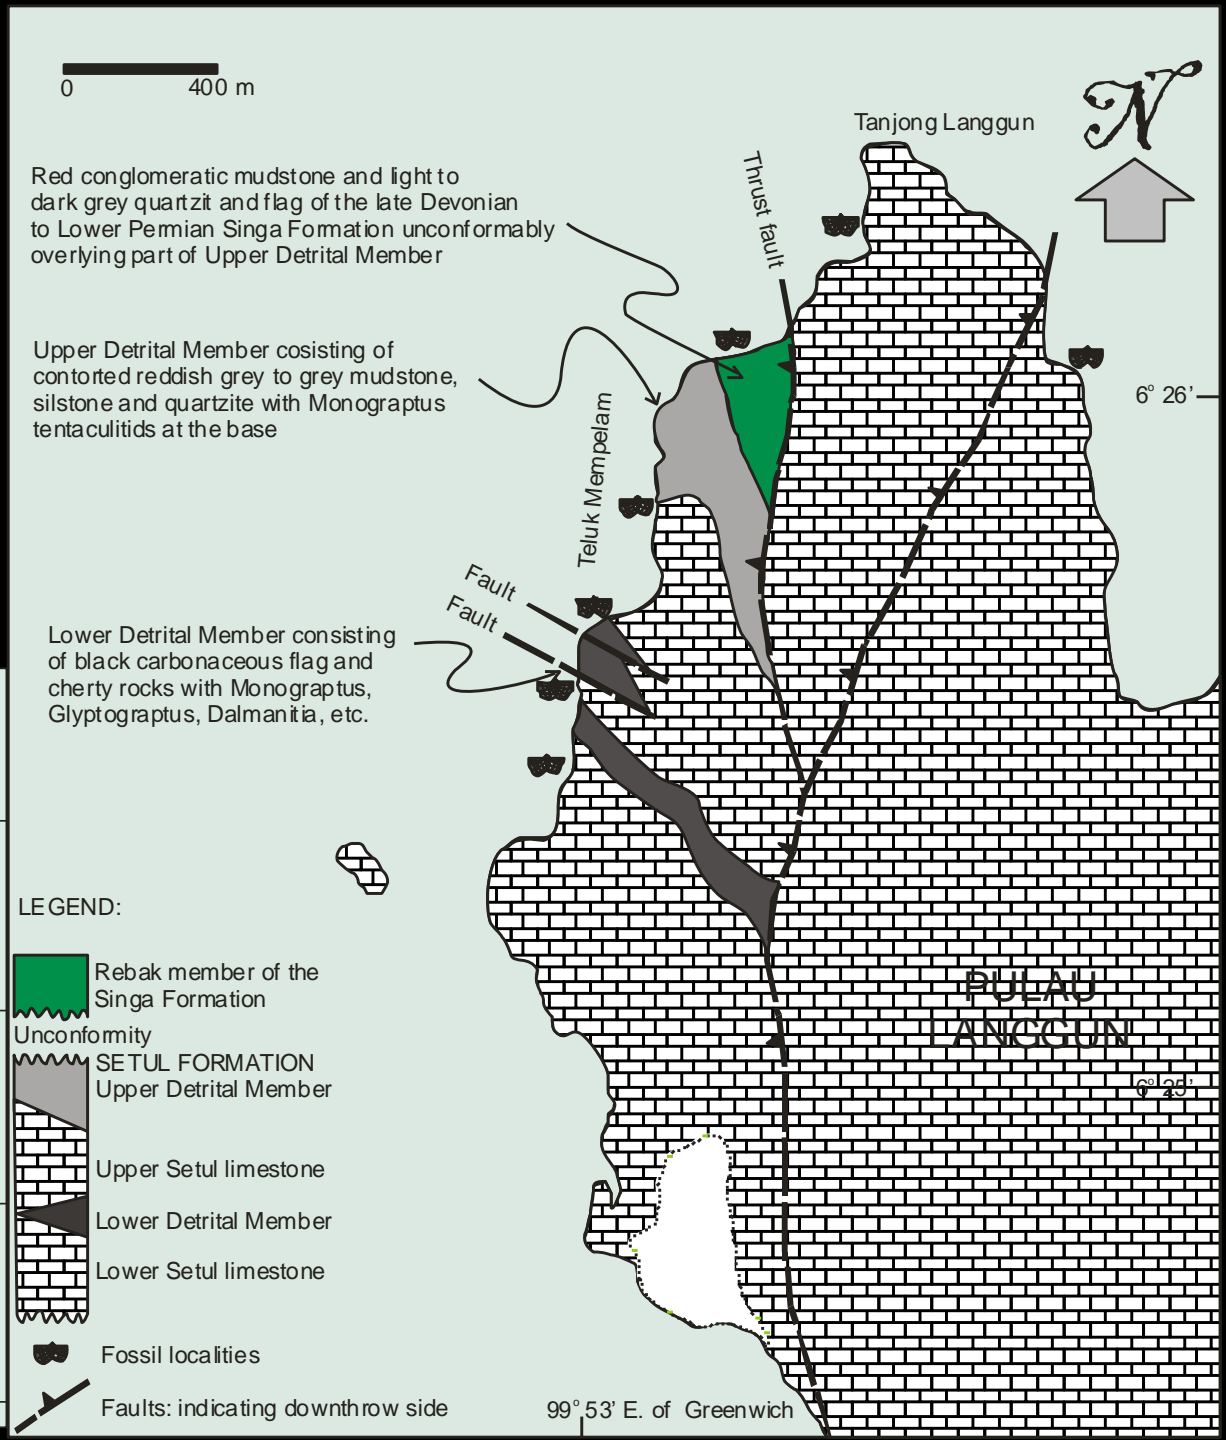 0 400 m
N
Tanjong Langgun
Red conglomeratic mudstone and light to
dark grey quartzit and flag of the late Devonian
to Lower Permian Singa Formation unconformably
overlying part of Upper Detrital Member
Thrust fault
Upper Detrital Member cosisting of
contorted reddish grey to grey mudstone,
silstone and quartzite with Monograptus
tentaculitids at the base
6° 26'
Teluk Mempelam
Fault
Fault
Lower Detrital Member consisting
of black carbonaceous flag and
cherty rocks with Monograptus,
Glyptograptus, Dalmanitia, etc.
LEGEND:
Rebak member of the
Singa Formation
Unconformity
SETUL FORMATION
Upper Detrital Member
Upper Setul limestone
Lower Detrital Member
Lower Setul limestone
Fossil localities
Faults: indicating downthrow side
PULAU
LANGGUN
6° 25'
99° 53' E. of Greenwich